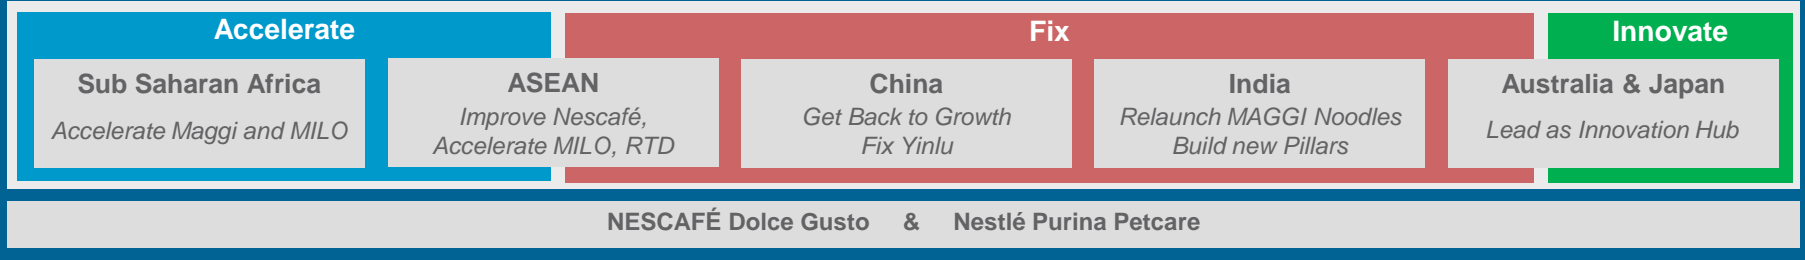 Accelerate
Fix
Innovate
Sub Saharan Africa
Accelerate Maggi and MILO
ASEAN
Improve Nescafé,
Accelerate MILO, RTD
China
Get Back to Growth
Fix Yinlu
India
Relaunch MAGGI Noodles
Build new Pillars
Australia & Japan
Lead as Innovation Hub
NESCAFÉ Dolce Gusto & Nestlé Purina Petcare